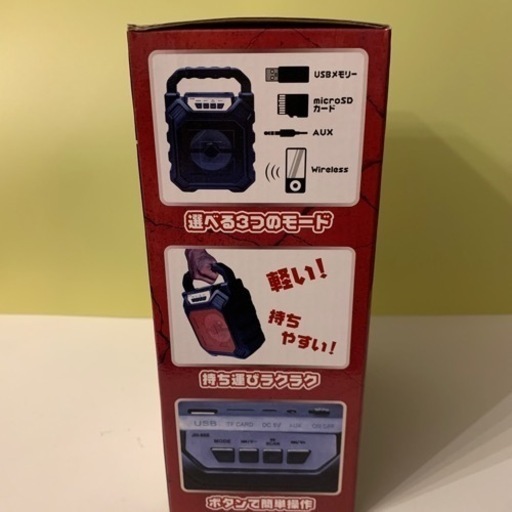 USBメモリー
microSD
カード
AUX
Wireless
選べる3つのモード
軽い!
持ち
やすい!
持ち運びラクラク
USB TF CARD DC 5V AUX
MODE
ボタンで簡単操作